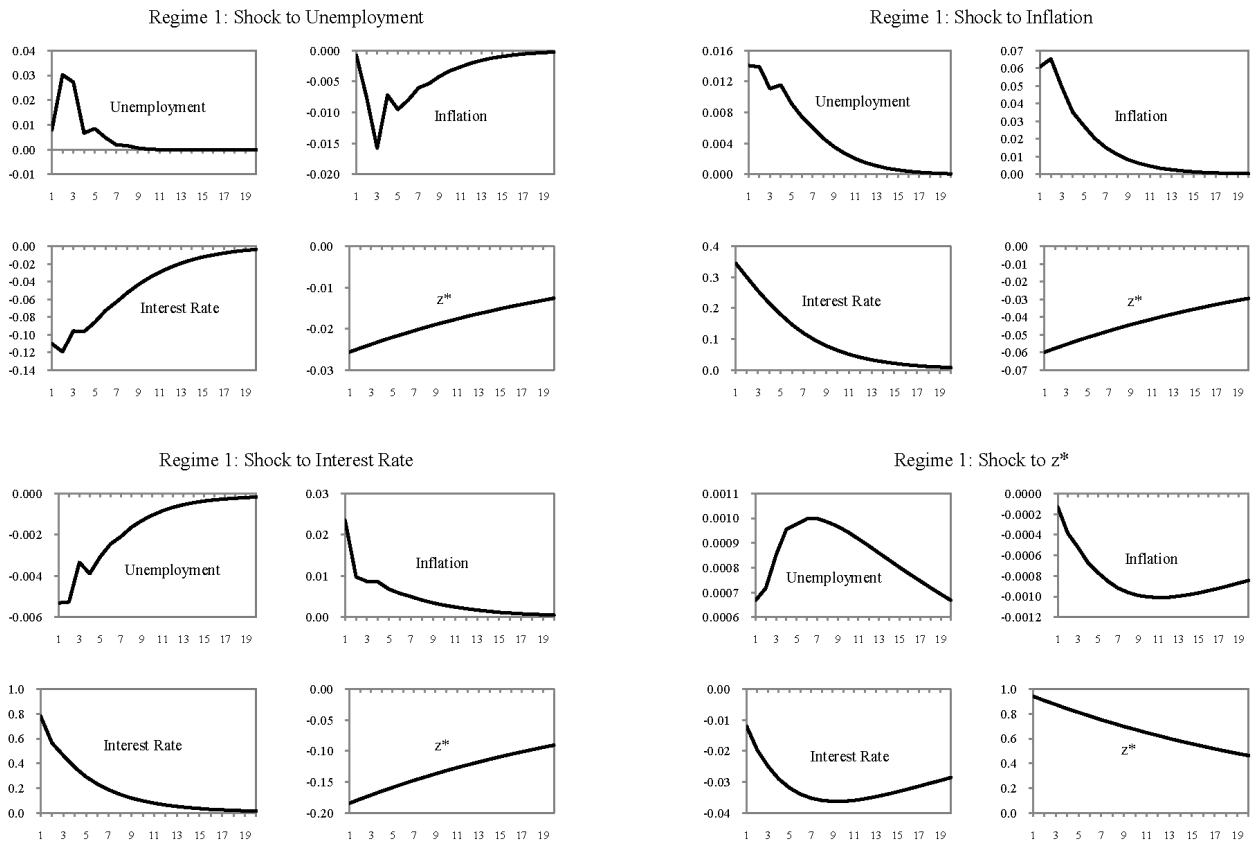 Regime 1: Shock to Unemployment
0.04
0.03
0.02
0.01
0.00
-0.01
Unemployment
1 3 5 7 9 11 13 15 17 19
0.000
-0.005
-0.010
-0.015
-0.020
Inflation
1 3 5 7 9 11 13 15 17 19
0.00
-0.02
-0.04
-0.06
-0.08
-0.10
-0.12
-0.14
Interest Rate
1 3 5 7 9 11 13 15 17 19
0.00
-0.01
-0.02
-0.03
z*
1 3 5 7 9 11 13 15 17 19
Regime 1: Shock to Inflation
0.016
0.012
0.008
0.004
0.000
Unemployment
1 3 5 7 9 11 13 15 17 19
0.07
0.06
0.05
0.04
0.03
0.02
0.01
0.00
Inflation
1 3 5 7 9 11 13 15 17 19
0.4
0.3
0.2
0.1
0.0
Interest Rate
1 3 5 7 9 11 13 15 17 19
0.00
-0.01
-0.02
-0.03
-0.04
-0.05
-0.06
-0.07
z*
1 3 5 7 9 11 13 15 17 19
Regime 1: Shock to Interest Rate
0.000
-0.002
-0.004
-0.006
Unemployment
1 3 5 7 9 11 13 15 17 19
0.03
0.02
0.01
0.00
Inflation
1 3 5 7 9 11 13 15 17 19
1.0
0.8
0.6
0.4
0.2
0.0
Interest Rate
1 3 5 7 9 11 13 15 17 19
0.00
-0.05
-0.10
-0.15
-0.20
z*
1 3 5 7 9 11 13 15 17 19
Regime 1: Shock to z*
0.0011
0.0010
0.0009
0.0008
0.0007
0.0006
Unemployment
1 3 5 7 9 11 13 15 17 19
0.0000
-0.0002
-0.0004
-0.0006
-0.0008
-0.0010
-0.0012
Inflation
1 3 5 7 9 11 13 15 17 19
0.00
-0.01
-0.02
-0.03
-0.04
Interest Rate
1 3 5 7 9 11 13 15 17 19
1.0
0.8
0.6
0.4
0.2
0.0
z*
1 3 5 7 9 11 13 15 17 19